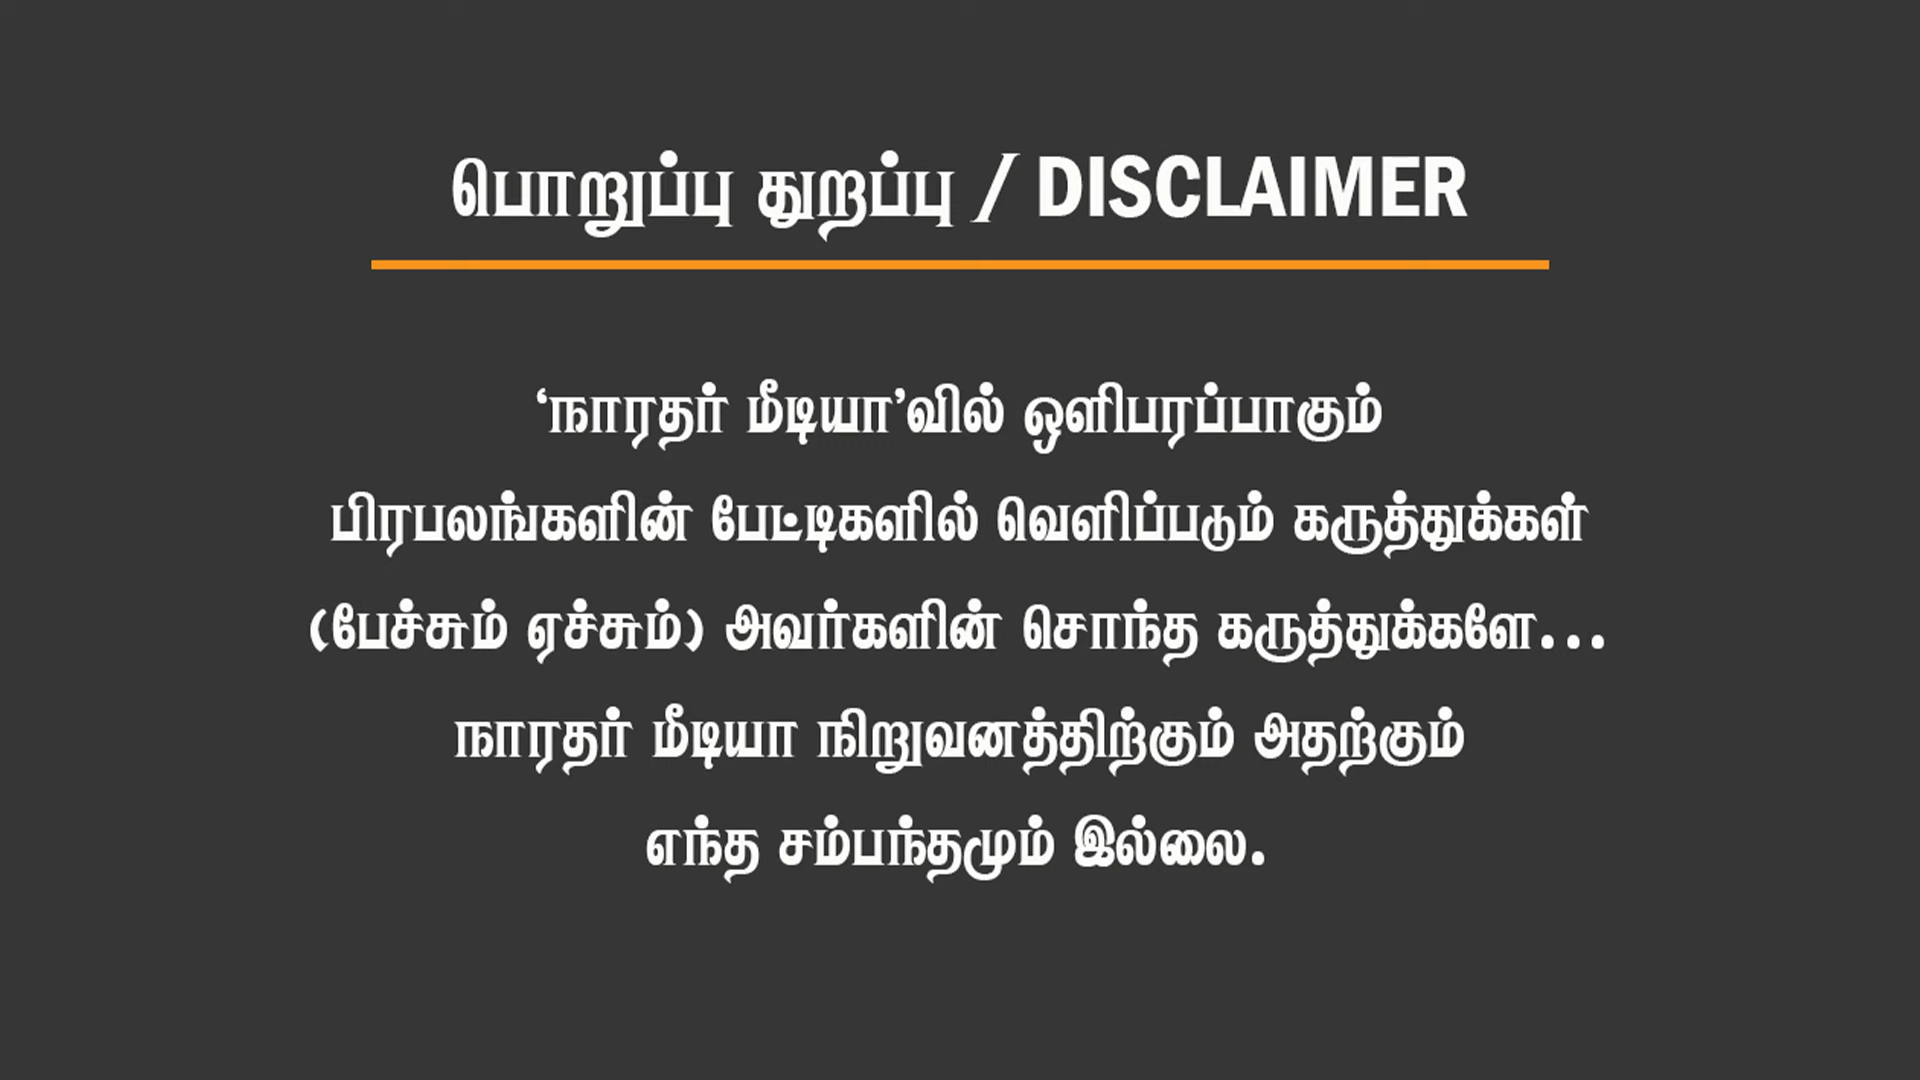 பொறுப்பு துறப்பு / DISCLAIMER
‘நாரதர் மீடியா’வில் ஒளிபரப்பாகும்
பிரபலங்களின் பேட்டிகளில் வெளிப்படும் கருத்துக்கள்
(பேச்சும் ஏச்சும்) அவர்களின் சொந்த கருத்துக்களே...
நாரதர் மீடியா நிறுவனத்திற்கும் அதற்கும்
எந்த சம்பந்தமும் இல்லை.